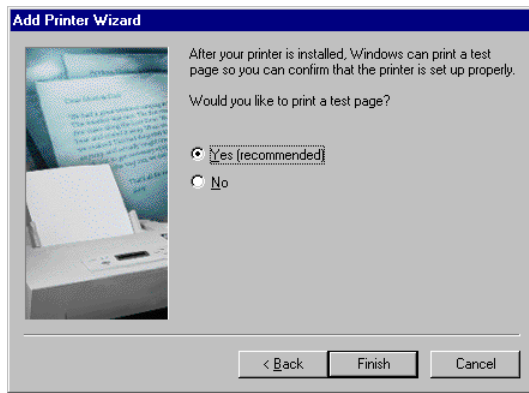 Add Printer Wizard
After your printer is installed, Windows can print a test
page so you can confirm that the printer is set up properly.
Would you like to print a test page?
Yes (recommended)
No
< Back
Finish
Cancel